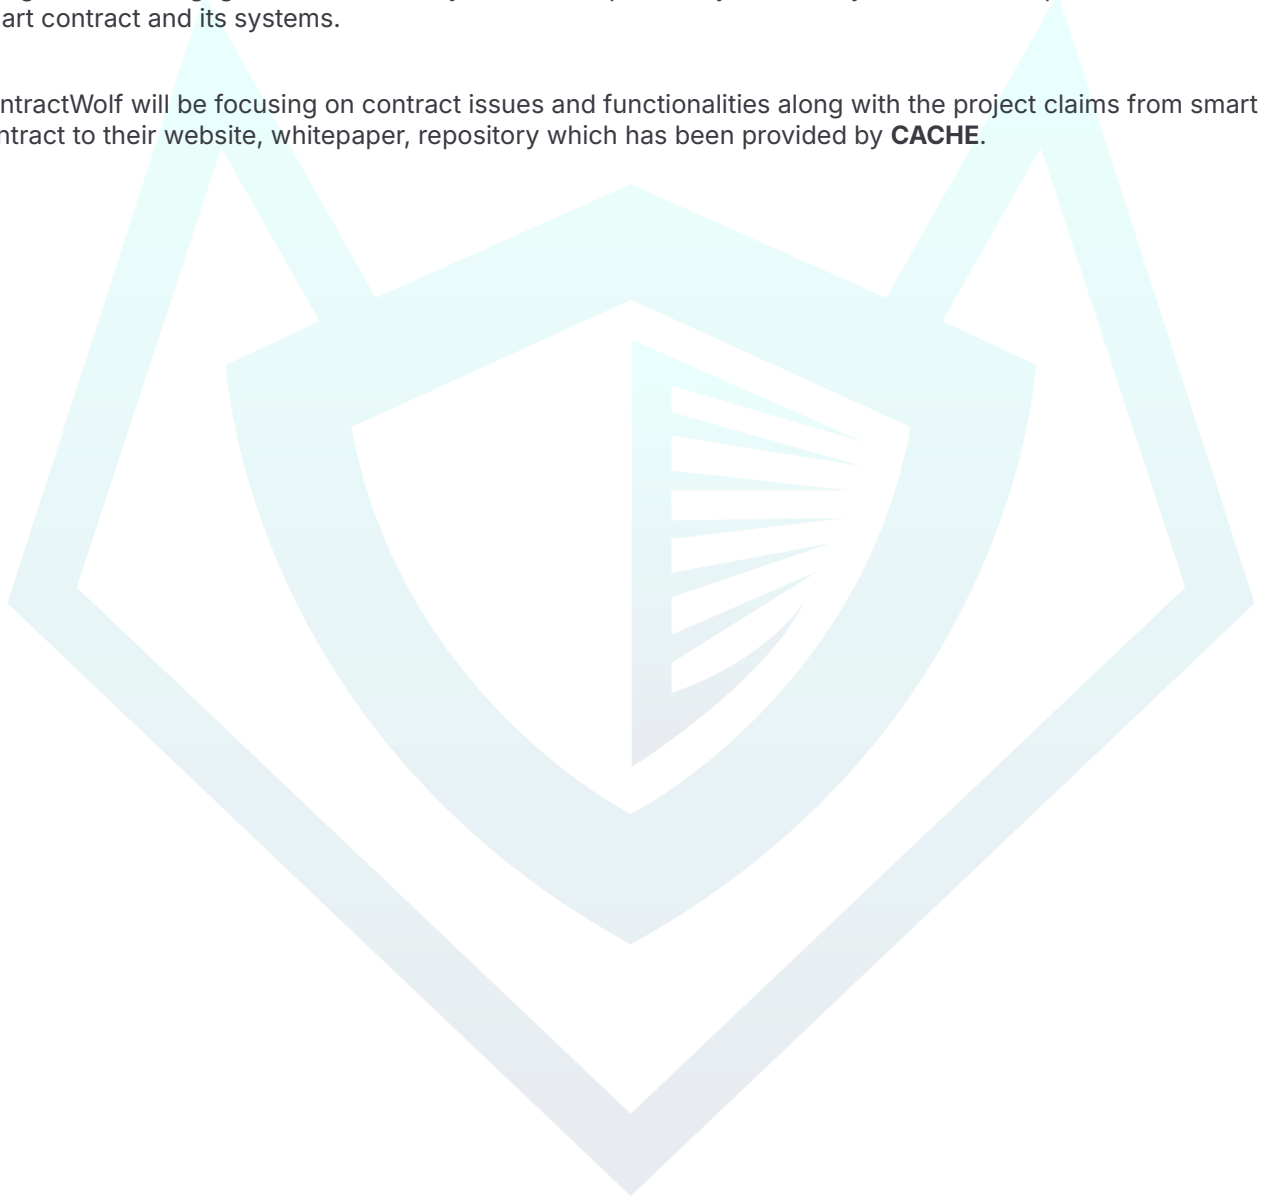 art contract and its systems.
ntractWolf will be focusing on contract issues and functionalities along with the project claims from smart
ntract to their website, whitepaper, repository which has been provided by CACHE.